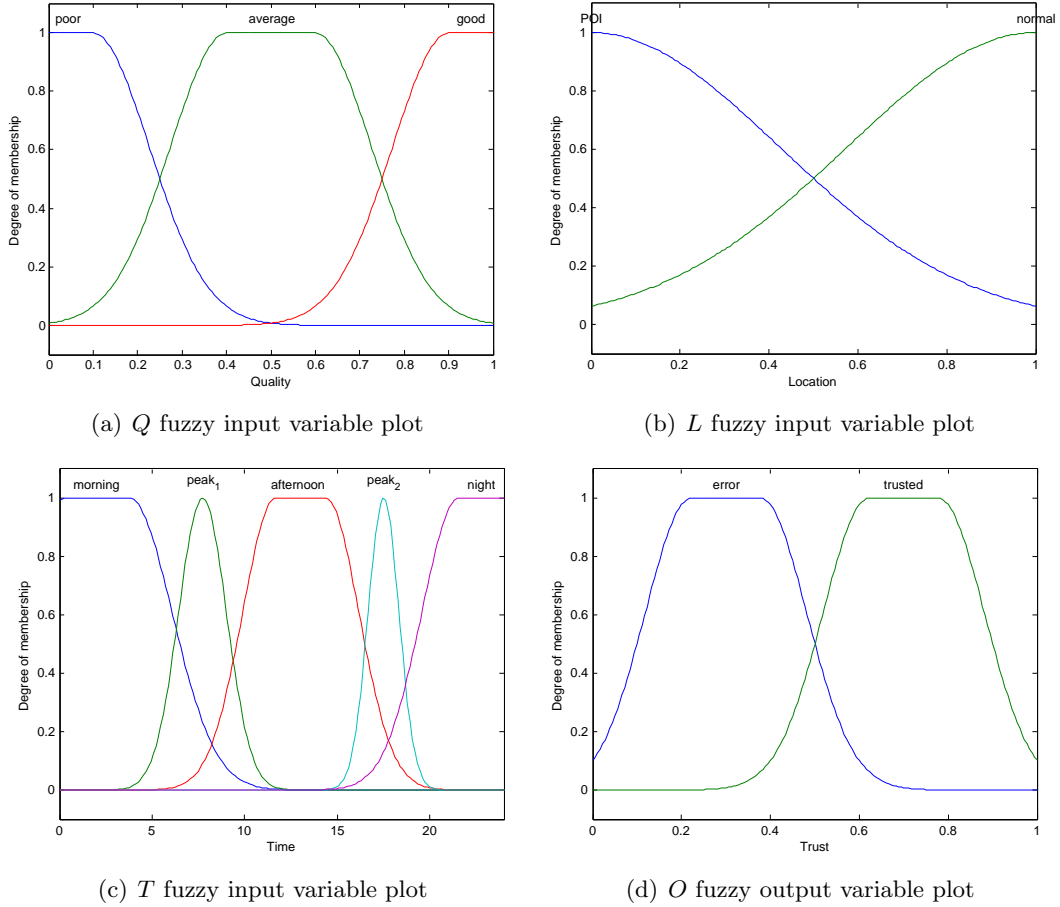 poor average good
1
0.8
0.6
0.4
0.2
0
Degree of membership
0 0.1 0.2 0.3 0.4 0.5 0.6 0.7 0.8 0.9 1
Quality
(a) Q fuzzy input variable plot
POI normal
1
0.8
0.6
0.4
0.2
0
Degree of membership
0 0.2 0.4 0.6 0.8 1
Location
(b) L fuzzy input variable plot
morning peak1 afternoon peak2 night
1
0.8
0.6
0.4
0.2
0
Degree of membership
0 5 10 15 20
Time
(c) T fuzzy input variable plot
error trusted
1
0.8
0.6
0.4
0.2
0
Degree of membership
0 0.2 0.4 0.6 0.8 1
Trust
(d) O fuzzy output variable plot